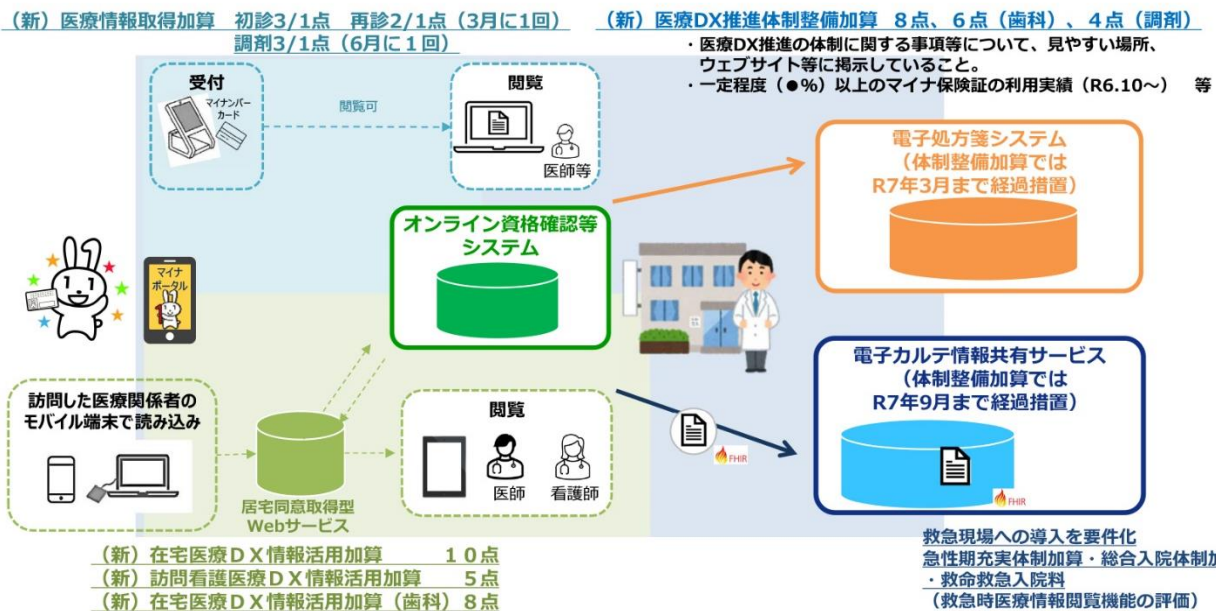 （新）医療情報取得加算　初診3/1点　再診2/1点（3月に1回）
調剤3/1点（6月に１回）
（新）医療DX推進体制整備加算　８点、６点（歯科）、４点（調剤）
・医療DX推進の体制に関する事項等について、見やすい場所、
ウェブサイト等に掲示していること。
・一定程度（●%）以上のマイナ保険証の利用実績（R6.10～）　等
受付
マイナンバー
カード
閲覧可
閲覧
医師等
電子処方箋システム
（体制整備加算では
R7年3月まで経過措置）
オンライン資格確認等
システム
マイナ
ポータル
電子カルテ情報共有サービス
（体制整備加算では
R7年9月まで経過措置）
FHIR
FHIR
訪問した医療関係者の
モバイル端末で読み込み
居宅同意取得型
Webサービス
閲覧
医師
看護師
（新）在宅医療ＤＸ情報活用加算　１０点
（新）訪問看護医療ＤＸ情報活用加算　５点
（新）在宅医療ＤＸ情報活用加算（歯科）８点
救急現場への導入を要件化
急性期充実体制加算・総合入院体制加
・救命救急入院料
（救急時医療情報閲覧機能の評価）